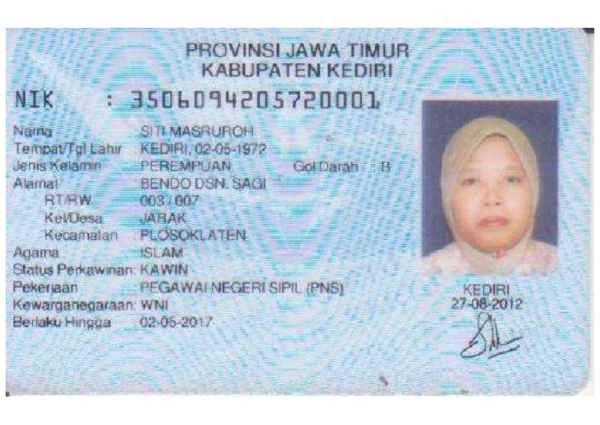 PROVINSI JAWA TIMUR
KABUPATEN KEDIRI
NIK : 3506094205720001
Nama : SITI MASRUROH
Tempat/Tgl Lahir : KEDIRI, 02-05-1972
Jenis Kelamin : PEREMPUAN Gol Darah : B
Alamat : BENDO DSN. SAGI
RT/RW : 003 / 007
Kel/Desa : JARAK
Kecamatan : PLOSOKLATEN
Agama : ISLAM
Status Perkawinan: KAWIN
Pekerjaan : PEGAWAI NEGERI SIPIL (PNS)
Kewarganegaraan: WNI
Berlaku Hingga : 02-05-2017
KEDIRI
27-08-2012